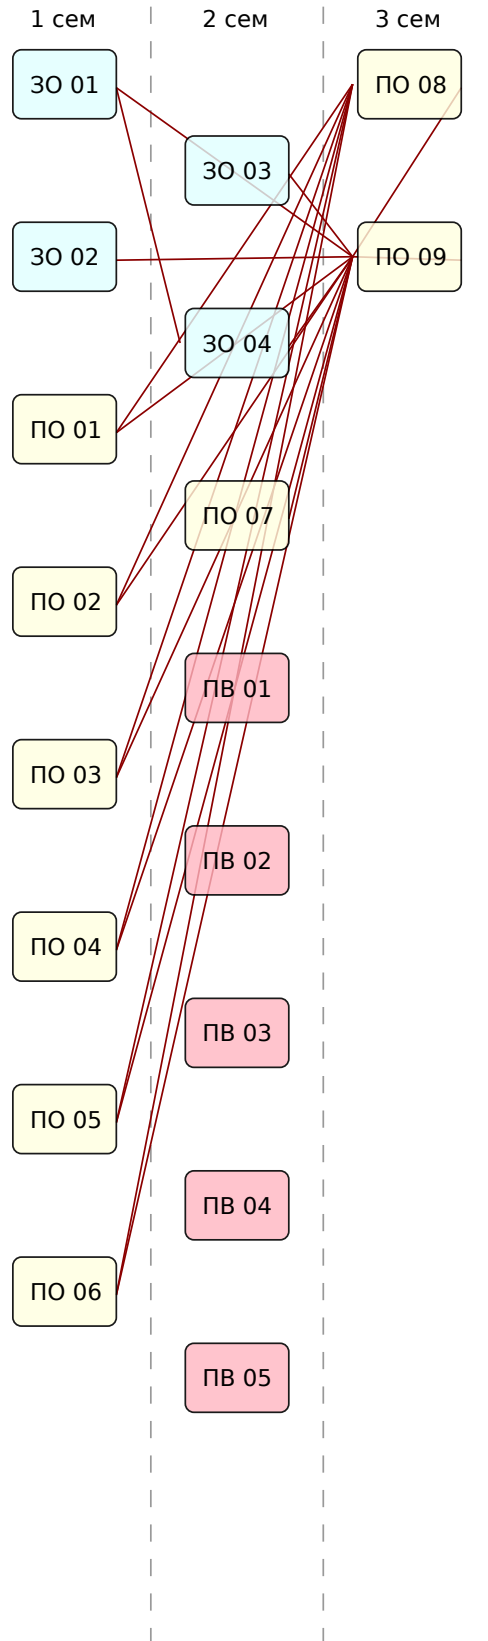 1 сем
2 сем
3 сем
ЗО 01
ПО 08
ЗО 03
ЗО 02
ПО 09
ЗО 04
ПО 01
ПО 07
ПО 02
ПВ 01
ПО 03
ПВ 02
ПО 04
ПВ 03
ПО 05
ПВ 04
ПО 06
ПВ 05